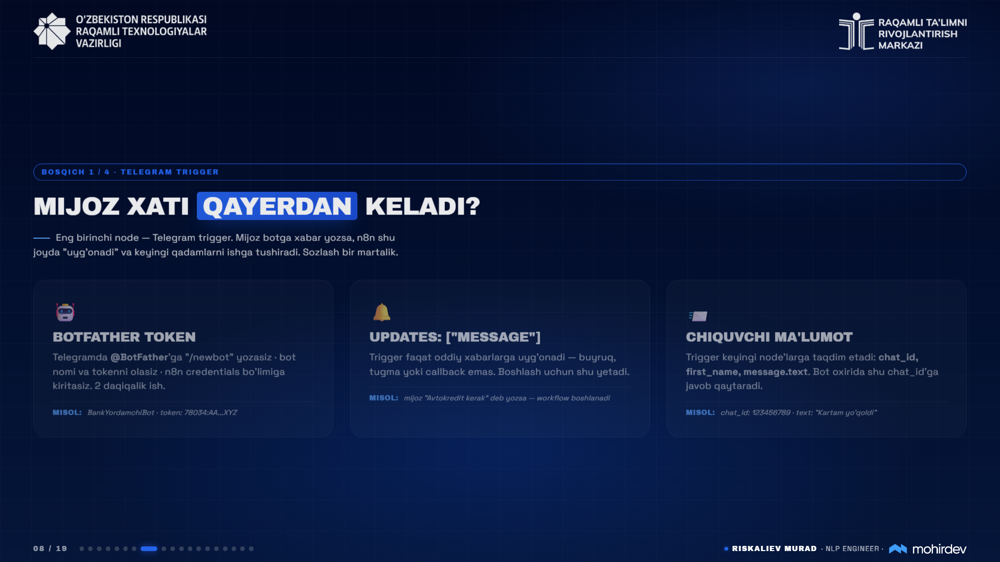 O'ZBEKISTON RESPUBLIKASI
RAQAMLI TEXNOLOGIYALAR
VAZIRLIGI
RAQAMLI TA'LIMNI
RIVOJLANTIRISH
MARKAZI
BOSQICH 1 / 4 · TELEGRAM TRIGGER
MIJOZ XATI QAYERDAN KELADI?
Eng birinchi node — Telegram trigger. Mijoz botga xabar yozsa, n8n shu
joyda "uyg'onadi" va keyingi qadamlarni ishga tushiradi. Sozlash bir martalik.
BOTFATHER TOKEN
Telegramda @BotFather'ga "/newbot" yozasiz · bot
nomi va tokenni olasiz · n8n credentials bo'limiga
kiritasiz. 2 daqiqalik ish.
MISOL: BankYordamchiBot · token: 78034:AA...XYZ
UPDATES: ["MESSAGE"]
Trigger faqat oddiy xabarlarga uyg'onadi — buyruq,
tugma yoki callback emas. Boshlash uchun shu yetadi.
MISOL: mijoz "Avtokredit kerak" deb yozsa — workflow boshlanadi
CHIQUVCHI MA'LUMOT
Trigger keyingi node'larga taqdim etadi: chat_id,
first_name, message.text. Bot oxirida shu chat_id'ga
javob qaytaradi.
MISOL: chat_id: 123456789 · text: "Kartam yo'qoldi"
08 / 19
RISKALIEV MURAD · NLP ENGINEER · mohirdev